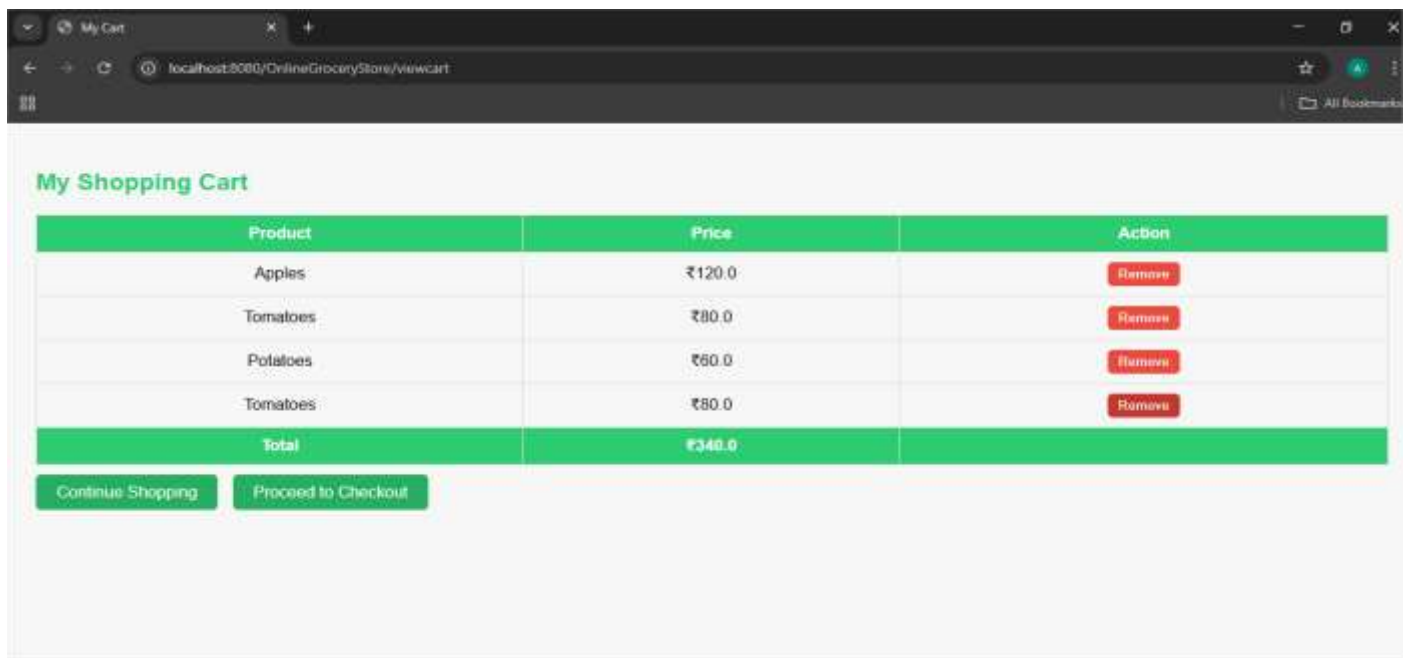 My Cart
localhost:8080/OnlineGroceryStore/viewcart
A
All Bookmarks
My Shopping Cart
Product Price Action
Apples ₹120.0 Remove
Tomatoes ₹80.0 Remove
Potatoes ₹60.0 Remove
Tomatoes ₹80.0 Remove
Total ₹340.0
Continue Shopping Proceed to Checkout